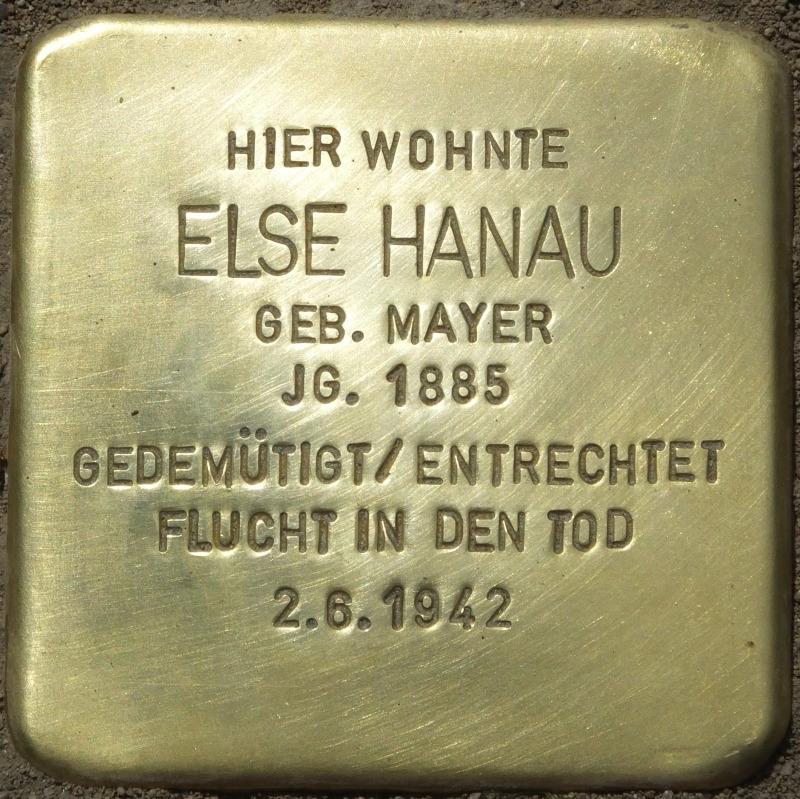 HIER WOHNTE
ELSE HANAU
GEB. MAYER
JG. 1885
GEDEMÜTIGT/ENTRECHTET
FLUCHT IN DEN TOD
2.6.1942